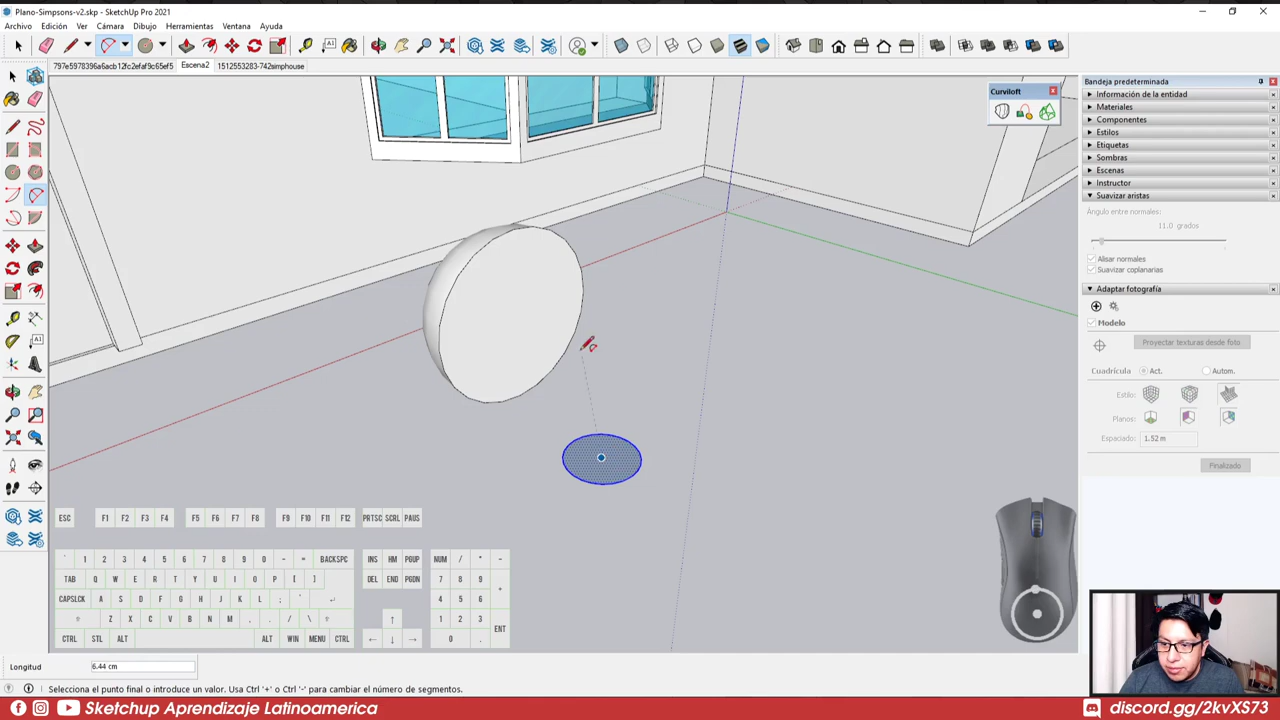 Plano-Simpsons-v2.skp - SketchUp Pro 2021
Archivo Edición Ver Cámara Dibujo Herramientas Ventana Ayuda
797e5978396a6acb12fc2efaf9c65ef5 Escena2 1512553283-742simphouse
Curviloft
Bandeja predeterminada
Información de la entidad
Materiales
Componentes
Estilos
Etiquetas
Sombras
Escenas
Instructor
Suavizar aristas
Ángulo entre normales:
11.0 grados
Alisar normales
Suavizar coplanarias
Adaptar fotografía
Modelo
Proyectar texturas desde foto
Cuadrícula Act. Autom.
Estilo:
Planos:
Espaciado: 1.52 m
Finalizado
ESC F1 F2 F3 F4 F5 F6 F7 F8 F9 F10 F11 F12 PRTSC SCRL PAUS
` 1 2 3 4 5 6 7 8 9 0 - = BACKSPC INS HM PGUP NUM / * -
TAB Q W E R T Y U I O P [ ] DEL END PGDN 7 8 9 +
CAPSLCK A S D F G H J K L ; ' 4 5 6
Z X C V B N M , . / \ 1 2 3 ENT
CTRL STL ALT ALT WIN MENU CTRL 0 .
Longitud 6.44 cm
Selecciona el punto final o introduce un valor. Usa Ctrl '+' o Ctrl '-' para cambiar el número de segmentos.
Sketchup Aprendizaje Latinoamerica
discord.gg/2kvXS73